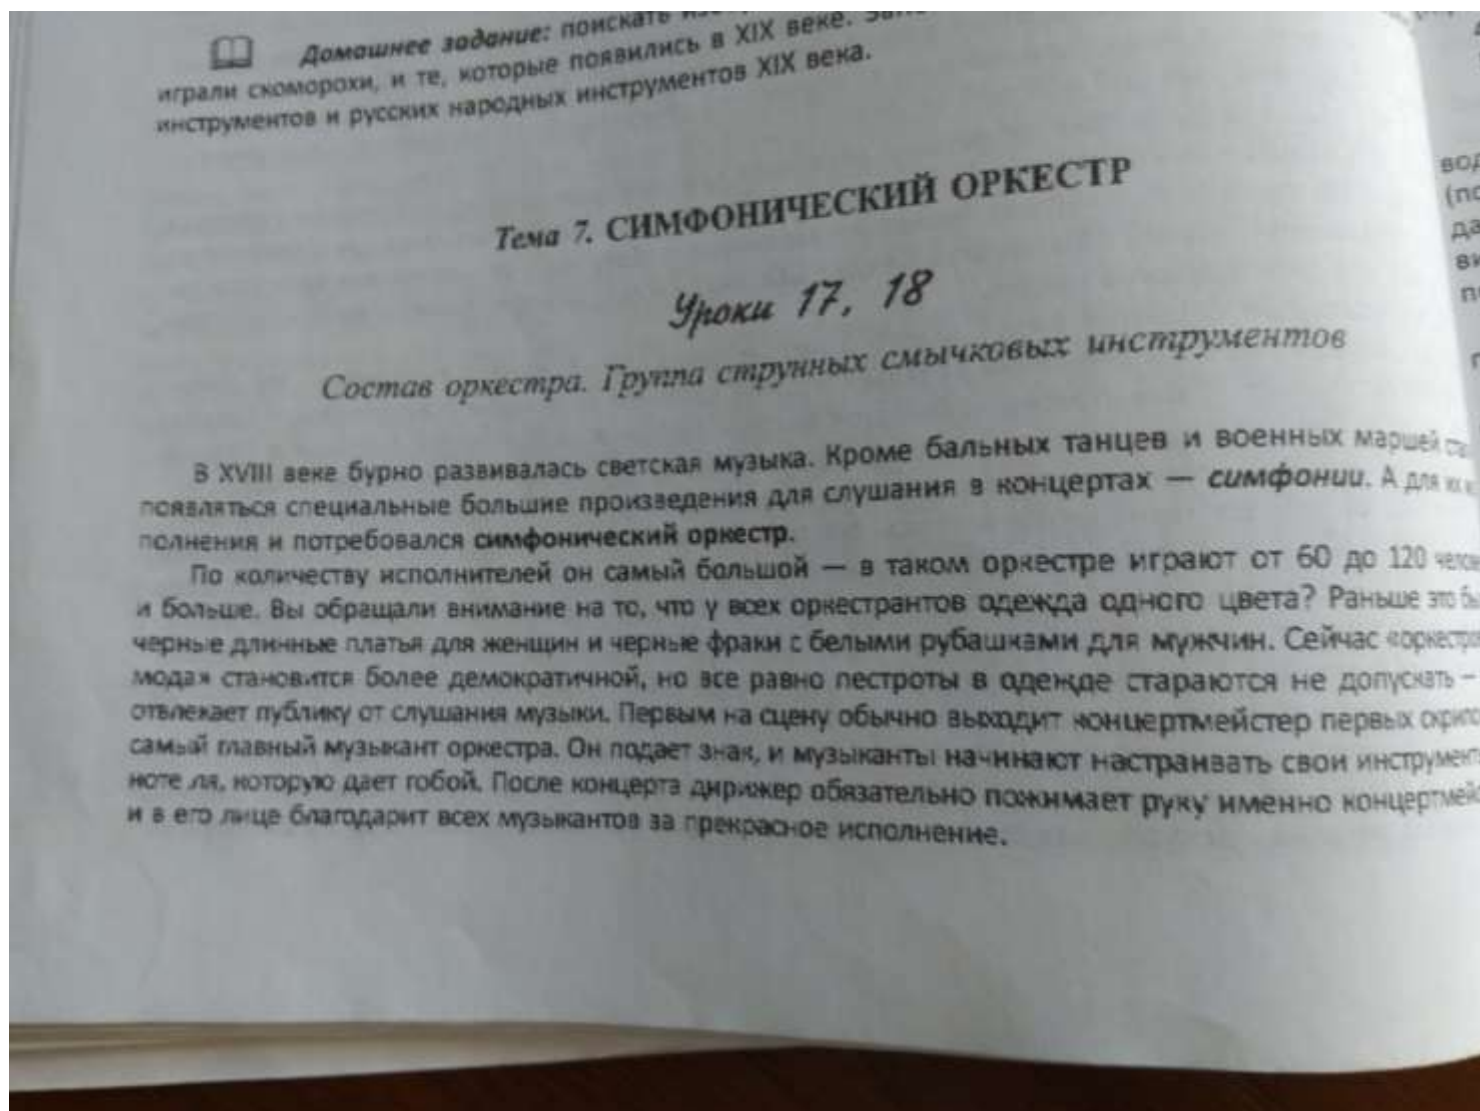 Домашнее задание: поискать
играли скоморохи, и те, которые появились в XIX веке.
инструментов и русских народных инструментов XIX века.
Тема 7. СИМФОНИЧЕСКИЙ ОРКЕСТР
Уроки 17, 18
Состав оркестра. Группа струнных смычковых инструментов
В XVIII веке бурно развивалась светская музыка. Кроме бальных танцев и военных маршей
появляться специальные большие произведения для слушания в концертах — симфонии. А для их
полнения и потребовался симфонический оркестр.
По количеству исполнителей он самый большой — в таком оркестре играют от 60 до 120
и больше. Вы обращали внимание на то, что у всех оркестрантов одежда одного цвета? Раньше это
черные длинные платья для женщин и черные фраки с белыми рубашками для мужчин. Сейчас
мода» становится более демократичной, но все равно пестроты в одежде стараются не допускать –
отвлекает публику от слушания музыки. Первым на сцену обычно выходит концертмейстер первых
самый главный музыкант оркестра. Он подает знак, и музыканты начинают настраивать свои
ноте ля, которую дает гобой. После концерта дирижер обязательно пожимает руку именно
и в его лице благодарит всех музыкантов за прекрасное исполнение.